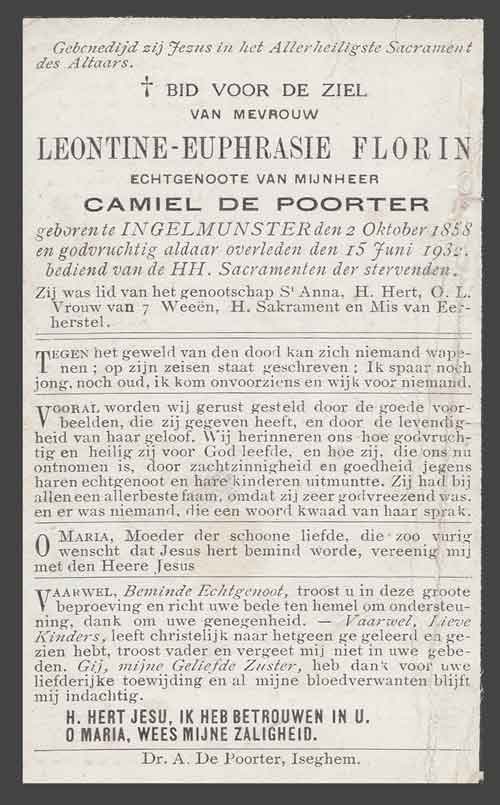 Gebenedijd zij Jezus in het Allerheiligste Sacrament
des Altaars.
† BID VOOR DE ZIEL
VAN MEVROUW
LEONTINE-EUPHRASIE FLORIN
ECHTGENOOTE VAN MIJNHEER
CAMIEL DE POORTER
geboren te INGELMUNSTER den 2 Oktober 1858
en godvruchtig aldaar overleden den 15 Juni
bediend van de HH. Sacramenten der stervenden.
Zij was lid van het genootschap St Anna, H. Hert, O. L.
Vrouw van 7 Weeën, H. Sakrament en Mis van Eer-
herstel.
TEGEN het geweld van den dood kan zich niemand wape-
nen ; op zijn zeisen staat geschreven : Ik spaar noch
jong, noch oud, ik kom onvoorziens en wijk voor niemand.
VOORAL worden wij gerust gesteld door de goede voor-
beelden, die zij gegeven heeft, en door de levendig-
heid van haar geloof. Wij herinneren ons hoe godvruch-
tig en heilig zij voor God leefde, en hoe zij, die ons nu
ontnomen is, door zachtzinnigheid en goedheid jegens
haren echtgenoot en hare kinderen uitmuntte. Zij had bij
allen een allerbeste faam, omdat zij zeer godvreezend was,
en er was niemand, die een woord kwaad van haar sprak.
O MARIA, Moeder der schoone liefde, die zoo vurig
wenscht dat Jesus hert bemind worde, vereenig mij
met den Heere Jesus
VAARWEL, Beminde Echtgenoot, troost u in deze groote
beproeving en richt uwe bede ten hemel om ondersteu-
ning, dank om uwe genegenheid. — Vaarwel, Lieve
Kinders, leeft christelijk naar hetgeen ge geleerd en ge-
zien hebt, troost vader en vergeet mij niet in uwe gebe-
den. Gij, mijne Geliefde Zuster, heb dank voor uwe
liefderijke toewijding en al mijne bloedverwanten blijft
mij indachtig.
H. HERT JESU, IK HEB BETROUWEN IN U.
O MARIA, WEES MIJNE ZALIGHEID.
Dr. A. De Poorter, Iseghem.